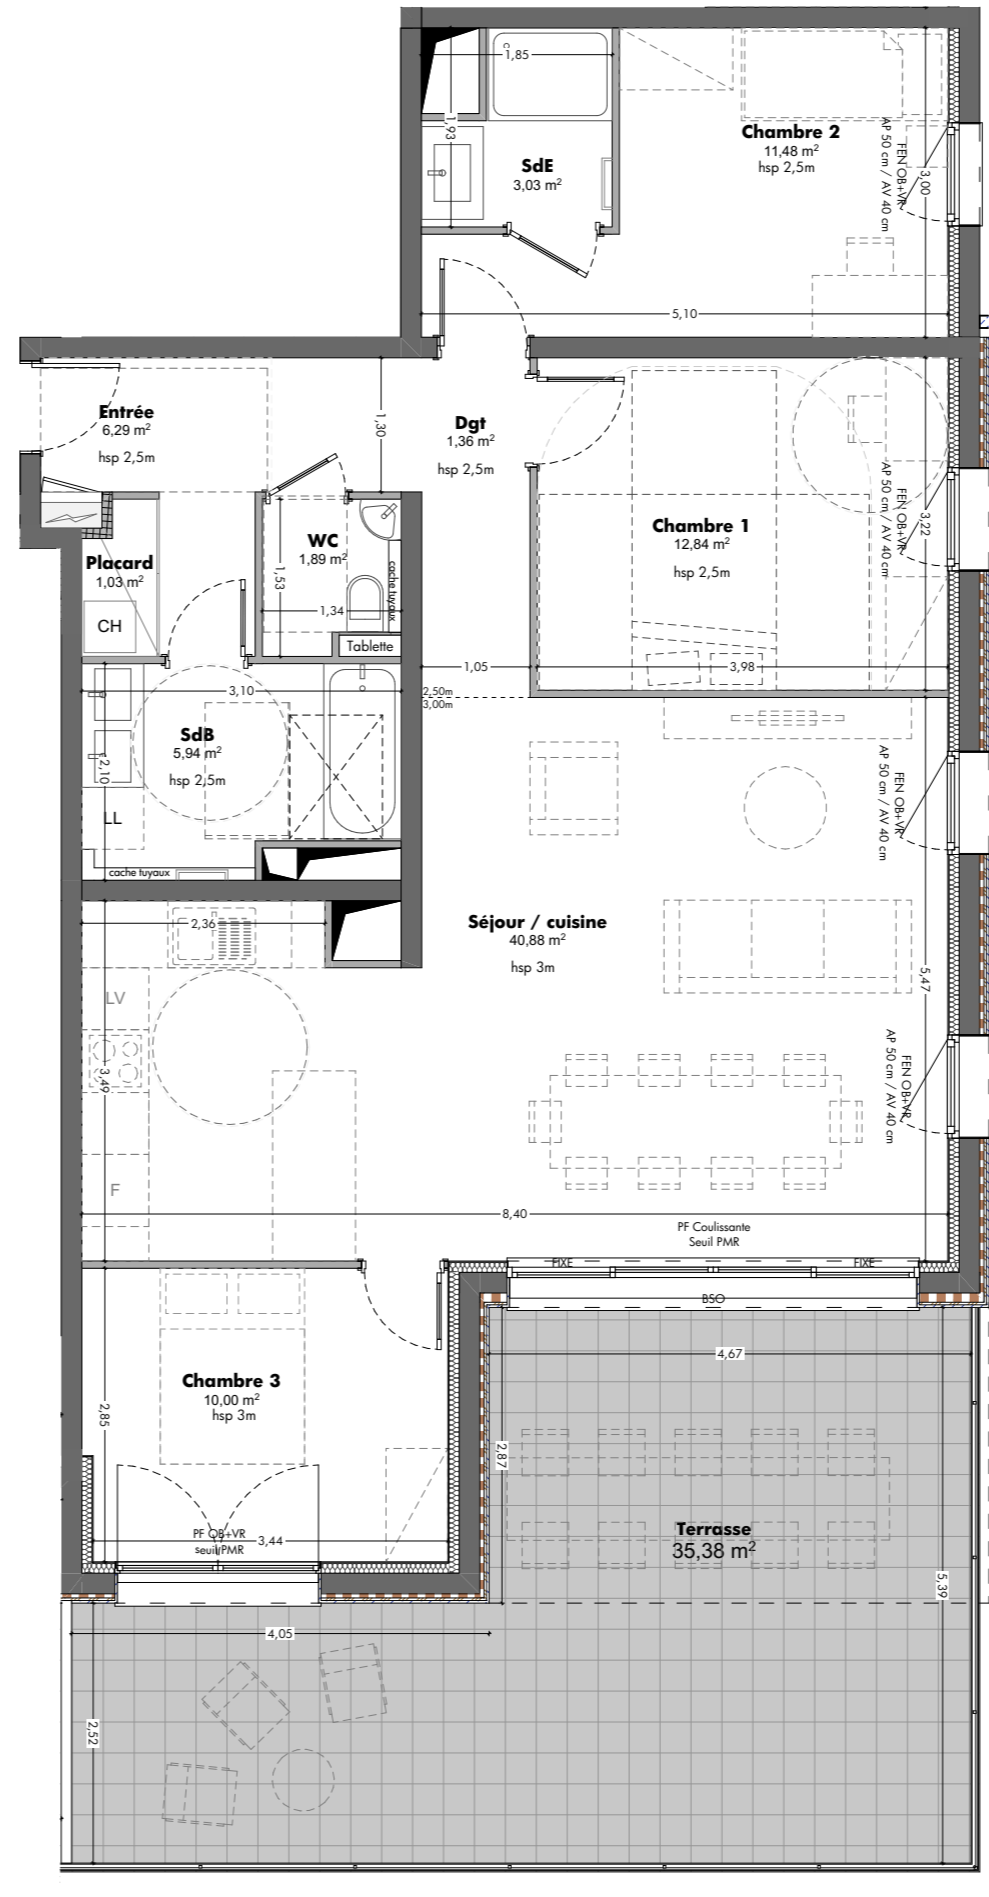 1,85
1,93
SdE
3,03 m²
Chambre 2
11,48 m²
hsp 2,5m
FEN OB+VR
AP 50 cm / AV 40 cm
3,00
5,10
Entrée
6,29 m²
hsp 2,5m
1,30
Dgt
1,36 m²
hsp 2,5m
Chambre 1
12,84 m²
hsp 2,5m
FEN OB+VR
AP 50 cm / AV 40 cm
3,22
WC
1,89 m²
1,53
1,34
cache tuyaux
Tablette
Placard
1,03 m²
CH
1,05
3,98
2,50m
3,00m
3,10
SdB
5,94 m²
hsp 2,5m
2,10
LL
cache tuyaux
FEN OB+VR
AP 50 cm / AV 40 cm
2,36
Séjour / cuisine
40,88 m²
hsp 3m
5,47
LV
3,49
F
FEN OB+VR
AP 50 cm / AV 40 cm
8,40
PF Coulissante
Seuil PMR
FIXE
FIXE
BSO
Chambre 3
10,00 m²
hsp 3m
2,85
PF OB+VR
seuil PMR
3,44
4,67
2,87
Terrasse
35,38 m²
5,39
4,05
2,52